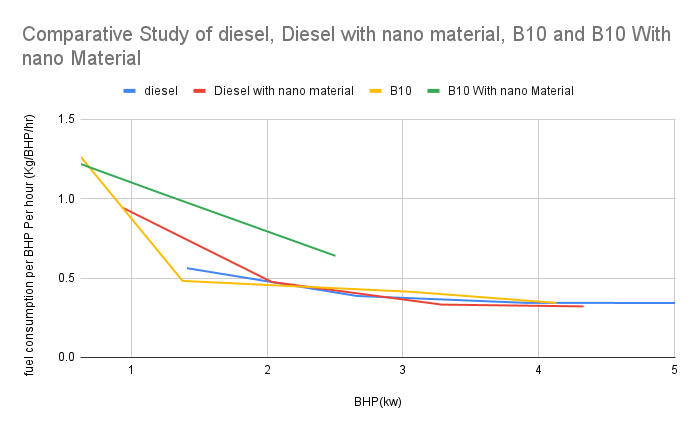 Comparative Study of diesel, Diesel with nano material, B10 and B10 With
nano Material
diesel Diesel with nano material B10 B10 With nano Material
fuel consumption per BHP Per hour (Kg/BHP/hr)
1.5
1.0
0.5
0.0
1 2 3 4 5
BHP(kw)